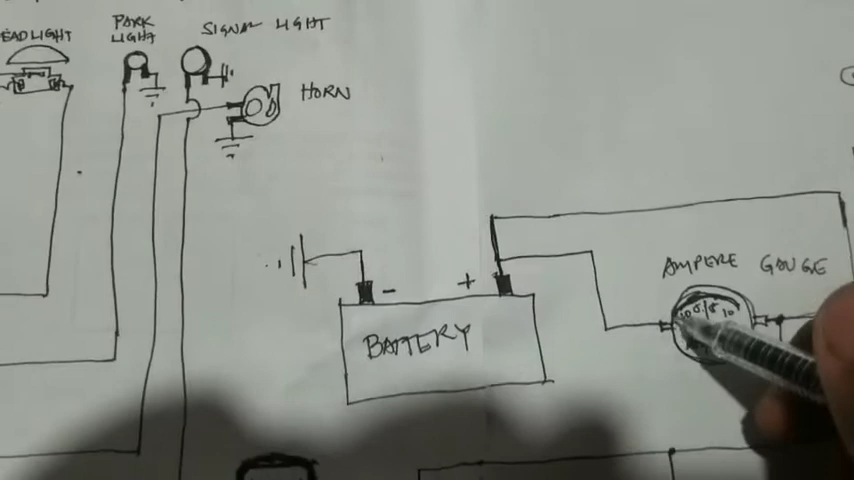 EADLIGHT
PARK
LIGHT
SIGNAL LIGHT
HORN
AMPERE GAUGE
- +
BATTERY